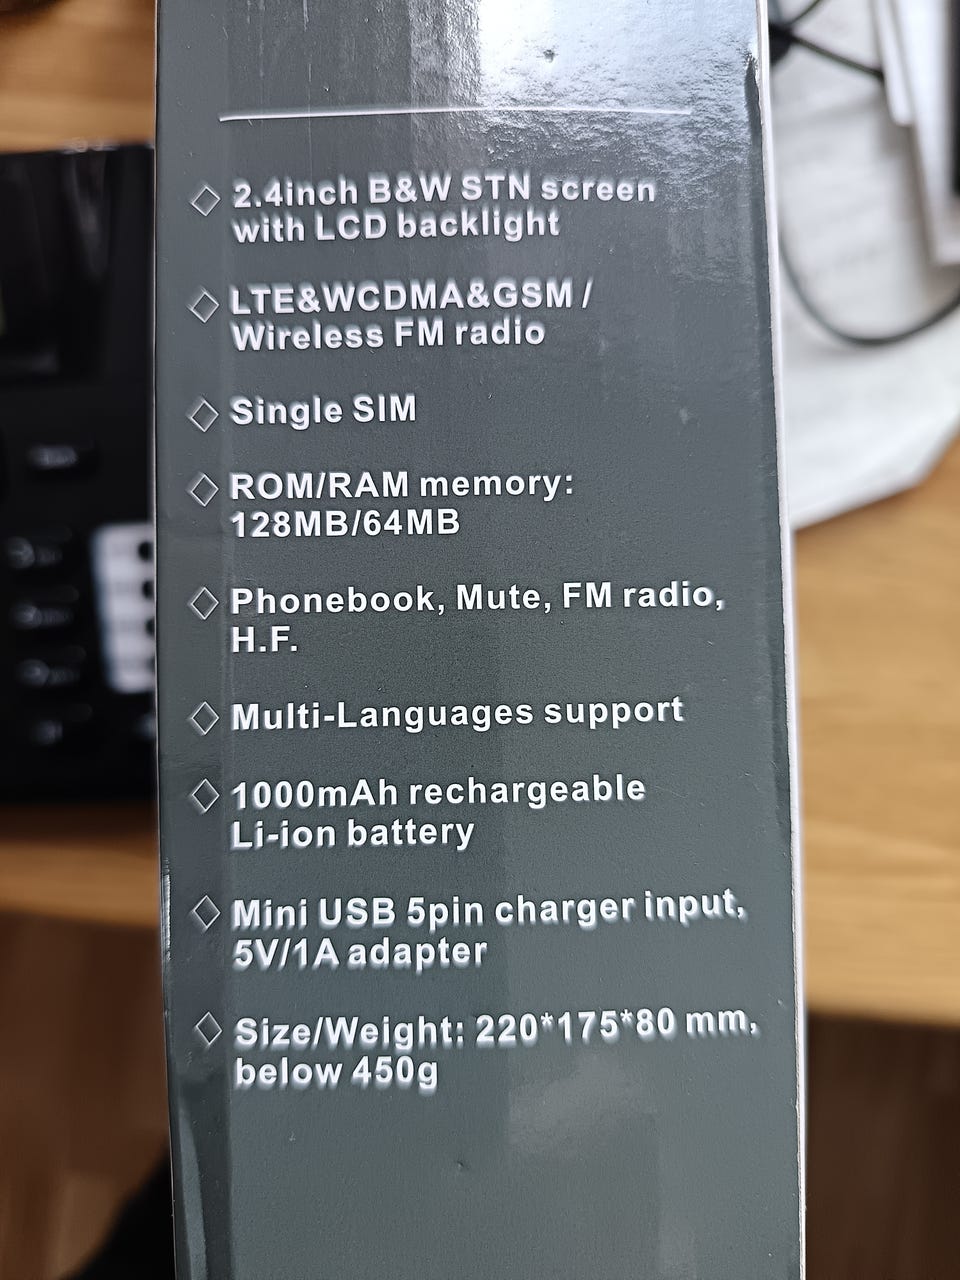 2.4inch B&W STN screen
with LCD backlight
LTE&WCDMA&GSM /
Wireless FM radio
Single SIM
ROM/RAM memory:
128MB/64MB
Phonebook, Mute, FM radio,
H.F.
Multi-Languages support
1000mAh rechargeable
Li-ion battery
Mini USB 5pin charger input,
5V/1A adapter
Size/Weight: 220*175*80 mm,
below 450g